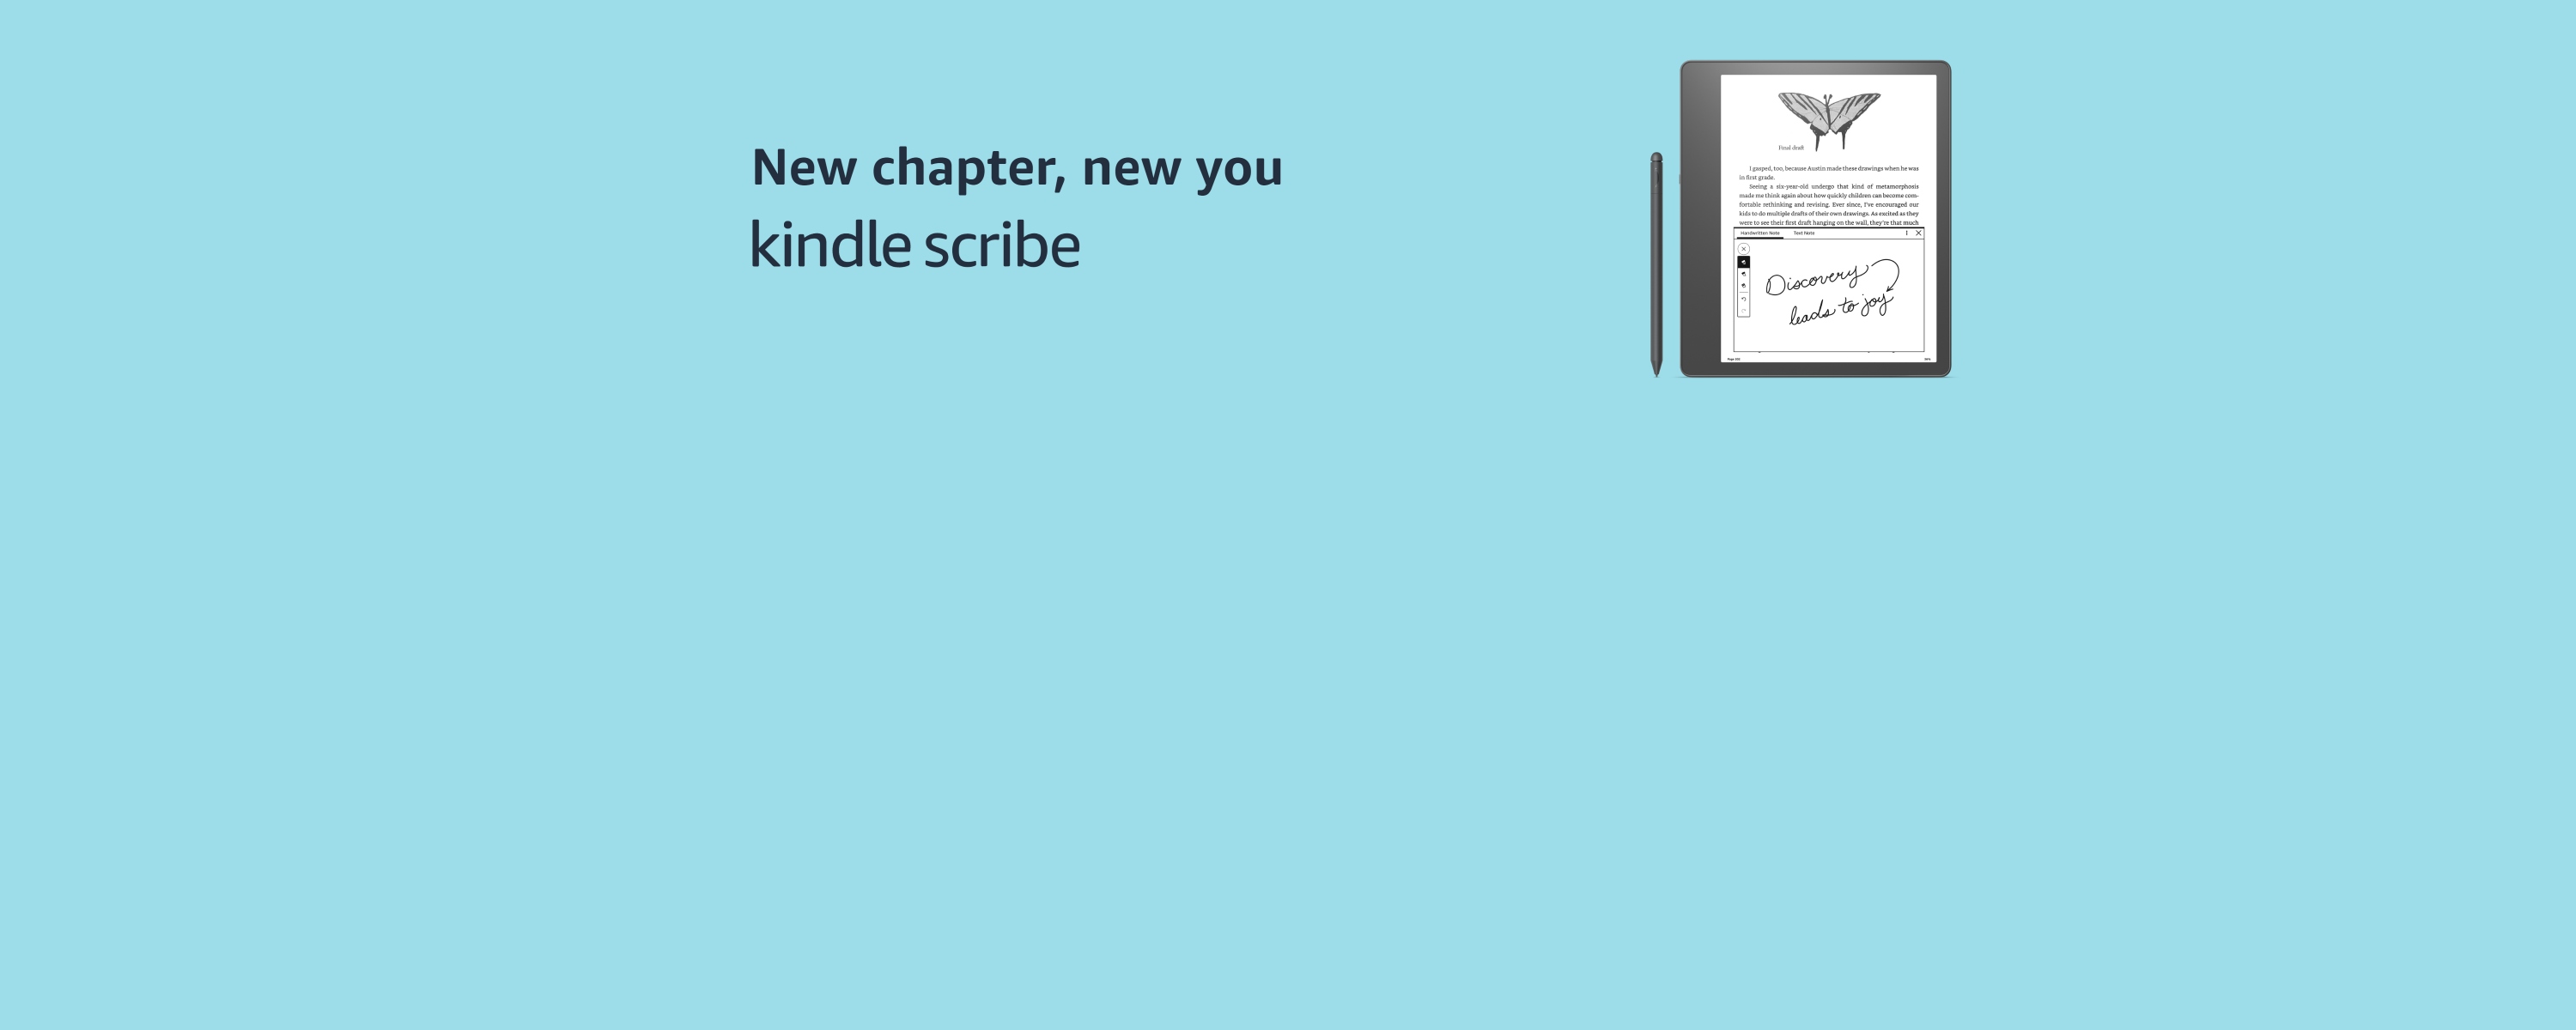 New chapter, new you
kindle scribe
Final draft
I gasped, too, because Austin made these drawings when he was
in first grade.
Seeing a six-year-old undergo that kind of metamorphosis
made me think again about how quickly children can become com-
fortable rethinking and revising. Ever since, I've encouraged our
kids to do multiple drafts of their own drawings. As excited as they
were to see their first draft hanging on the wall, they're that much
Handwritten Note Text Note
Discovery
leads to joy